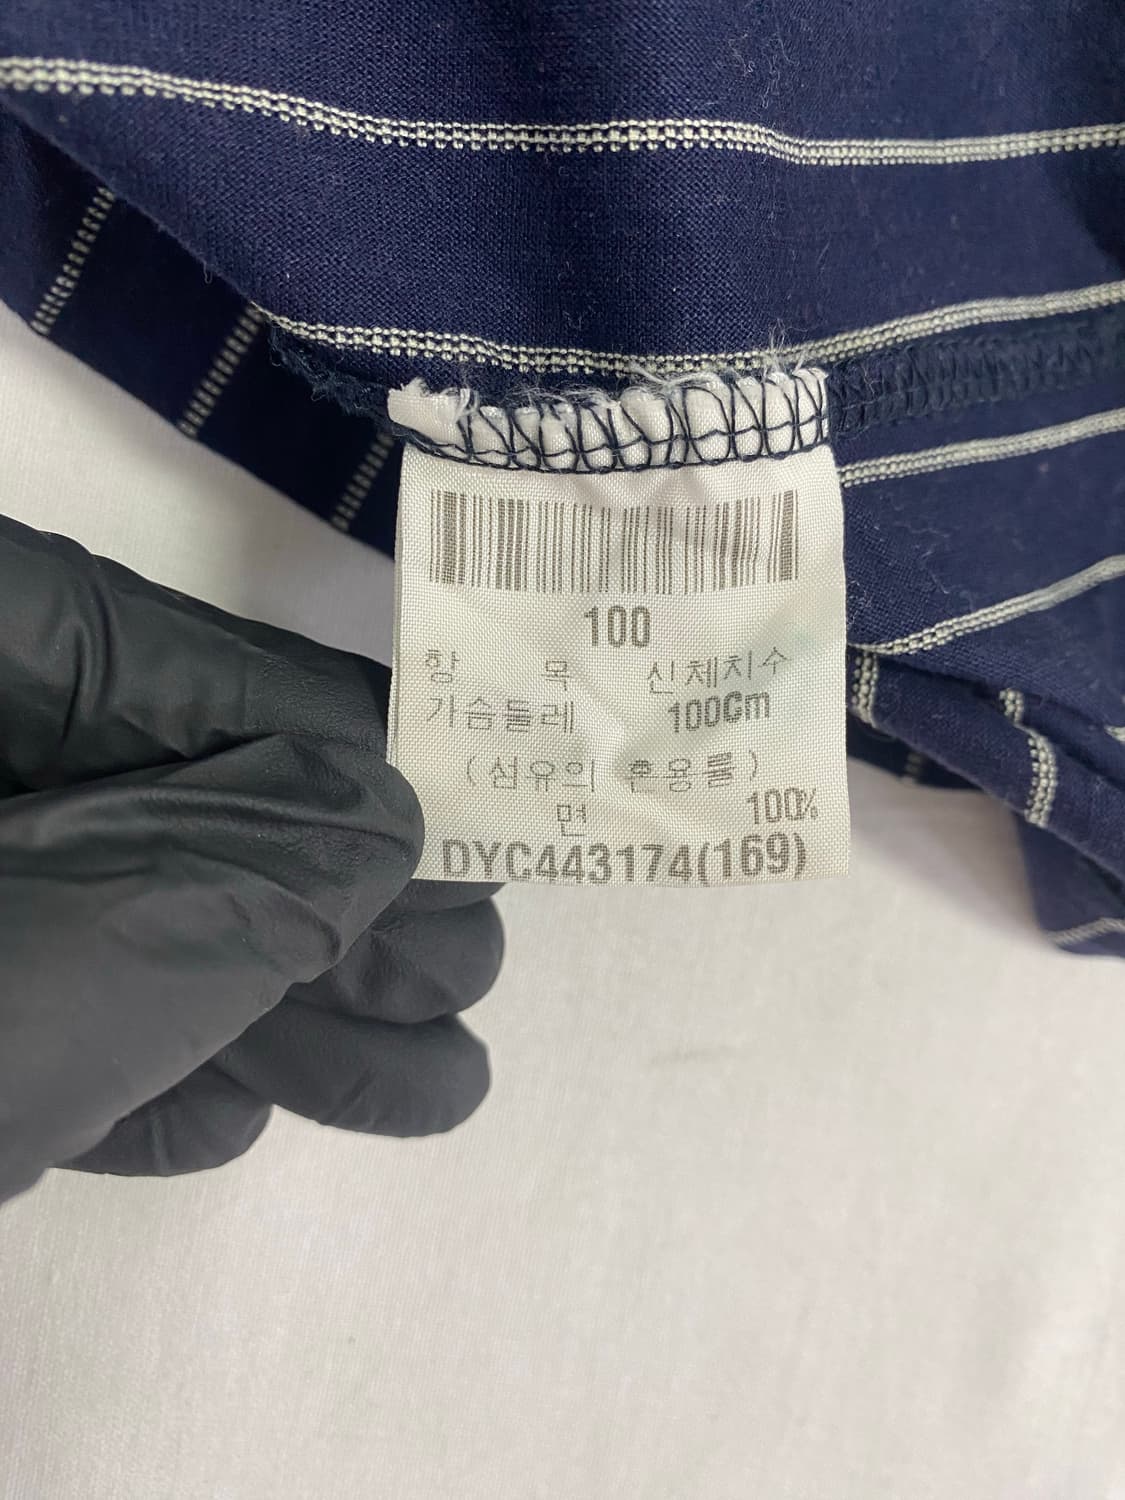 100
항 목 신체치수
가슴둘레 100Cm
(섬유의 혼용률)
면 100%
DYC443174(169)